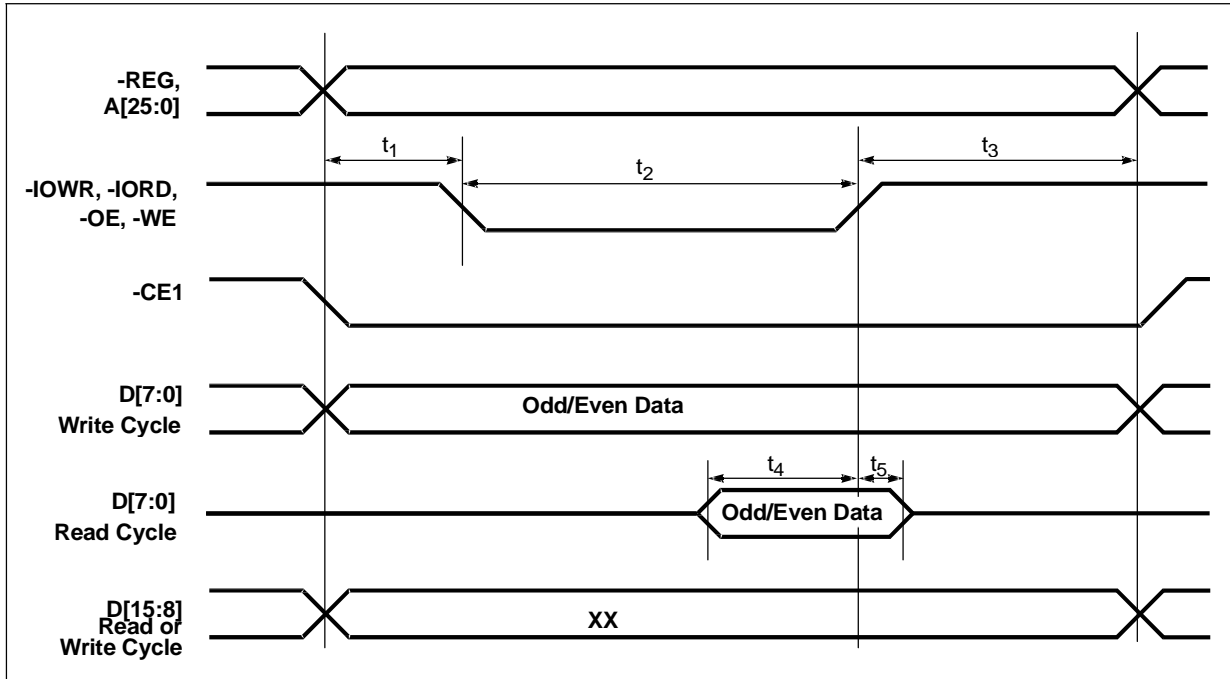 -REG,
A[25:0]
t1
t2
t3
-IOWR, -IORD,
-OE, -WE
-CE1
D[7:0]
Write Cycle
Odd/Even Data
t4
t5
D[7:0]
Read Cycle
Odd/Even Data
D[15:8]
Read or
Write Cycle
XX